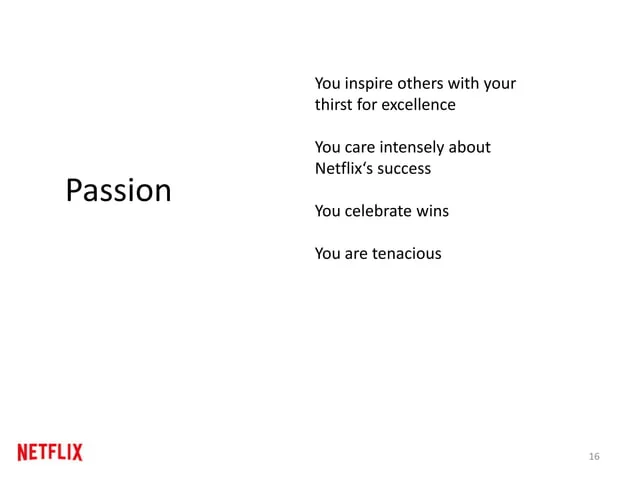 Passion
You inspire others with your
thirst for excellence
You care intensely about
Netflix‘s success
You celebrate wins
You are tenacious
NETFLIX
16